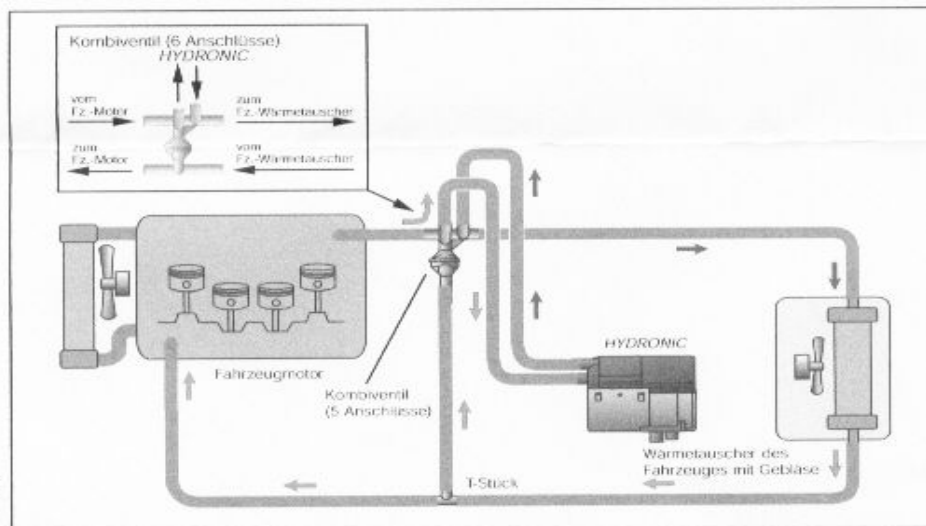 Kombiventil (6 Anschlüsse)
HYDRONIC
vom
Fz.-Motor
zum
Fz.-Wärmetauscher
zum
Fz.-Motor
vom
Fz.-Wärmetauscher
Fahrzeugmotor
Kombiventil
(5 Anschlüsse)
HYDRONIC
Wärmetauscher des
Fahrzeuges mit Gebläse
T-Stück